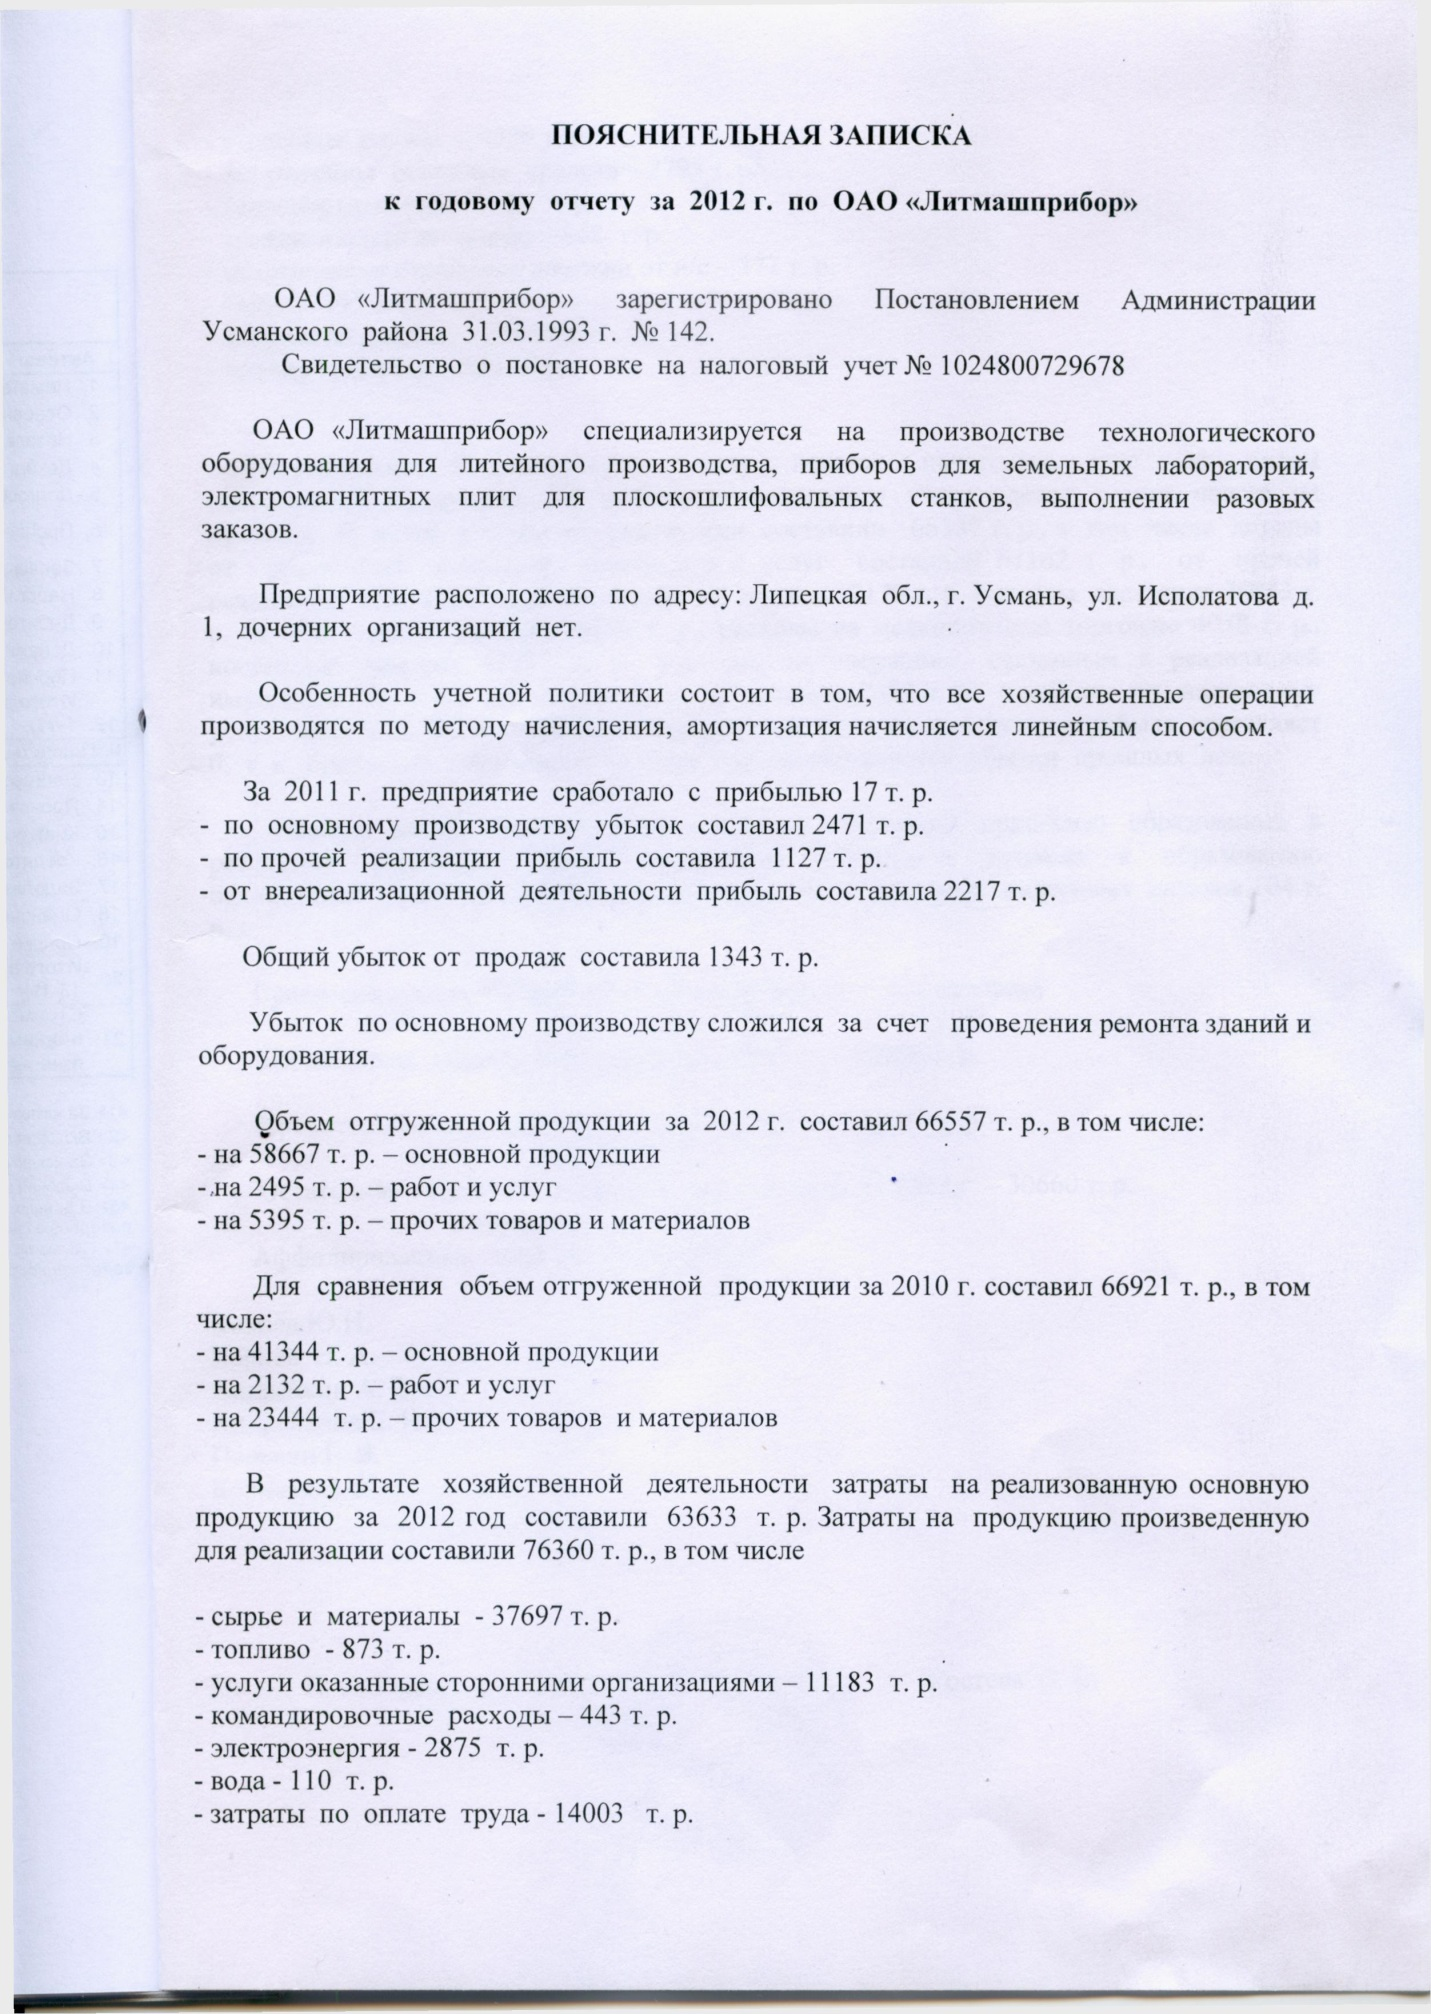 ПОЯСНИТЕЛЬНАЯ ЗАПИСКА
к годовому отчету за 2012 г. по ОАО «Литмашприбор»
ОАО «Литмашприбор» зарегистрировано Постановлением Администрации
Усманского района 31.03.1993 г. № 142.
Свидетельство о постановке на налоговый учет № 1024800729678
ОАО «Литмашприбор» специализируется на производстве технологического
оборудования для литейного производства, приборов для земельных лабораторий,
электромагнитных плит для плоскошлифовальных станков, выполнении разовых
заказов.
Предприятие расположено по адресу: Липецкая обл., г. Усмань, ул. Исполатова д.
1, дочерних организаций нет.
Особенность учетной политики состоит в том, что все хозяйственные операции
производятся по методу начисления, амортизация начисляется линейным способом.
За 2011 г. предприятие сработало с прибылью 17 т. р.
- по основному производству убыток составил 2471 т. р.
- по прочей реализации прибыль составила 1127 т. р.
- от внереализационной деятельности прибыль составила 2217 т. р.
Общий убыток от продаж составила 1343 т. р.
Убыток по основному производству сложился за счет проведения ремонта зданий и
оборудования.
Объем отгруженной продукции за 2012 г. составил 66557 т. р., в том числе:
- на 58667 т. р. – основной продукции
- на 2495 т. р. – работ и услуг
- на 5395 т. р. – прочих товаров и материалов
Для сравнения объем отгруженной продукции за 2010 г. составил 66921 т. р., в том
числе:
- на 41344 т. р. – основной продукции
- на 2132 т. р. – работ и услуг
- на 23444 т. р. – прочих товаров и материалов
В результате хозяйственной деятельности затраты на реализованную основную
продукцию за 2012 год составили 63633 т. р. Затраты на продукцию произведенную
для реализации составили 76360 т. р., в том числе
- сырье и материалы - 37697 т. р.
- топливо - 873 т. р.
- услуги оказанные сторонними организациями – 11183 т. р.
- командировочные расходы – 443 т. р.
- электроэнергия - 2875 т. р.
- вода - 110 т. р.
- затраты по оплате труда - 14003 т. р.